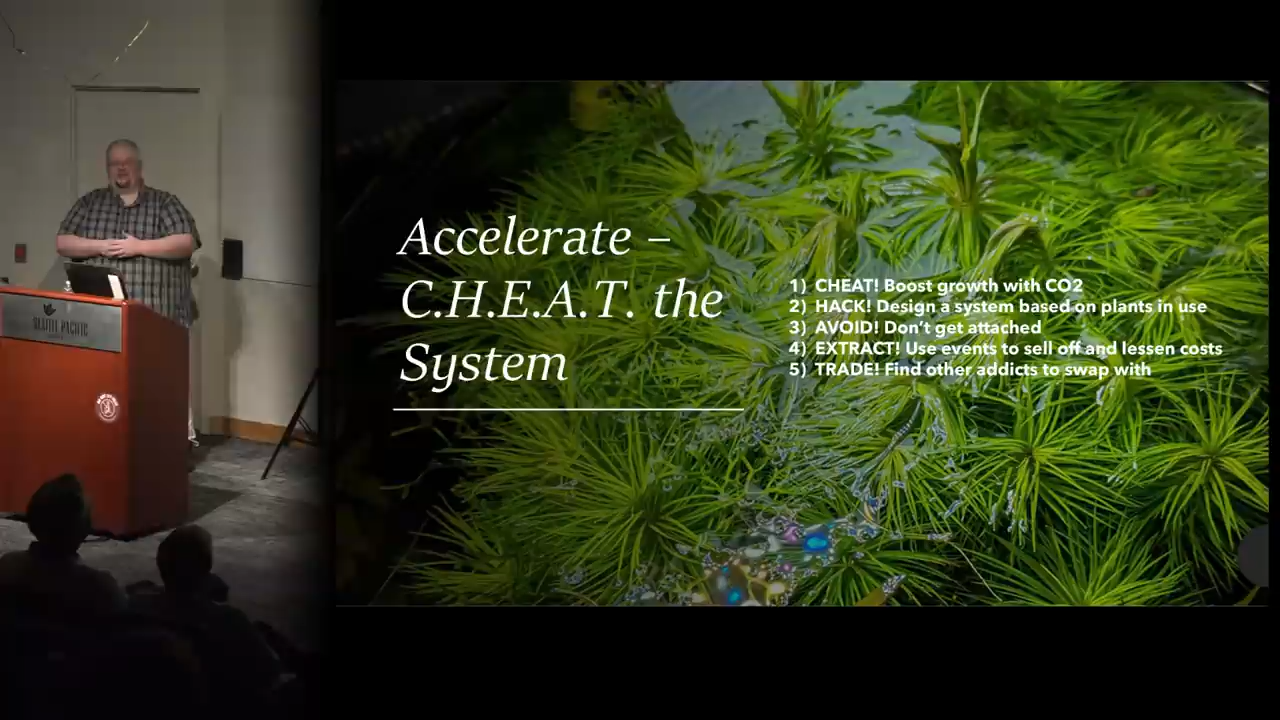 SEATTLE PACIFIC
Accelerate –
C.H.E.A.T. the
System
1) CHEAT! Boost growth with CO2
2) HACK! Design a system based on plants in use
3) AVOID! Don't get attached
4) EXTRACT! Use events to sell off and lessen costs
5) TRADE! Find other addicts to swap with